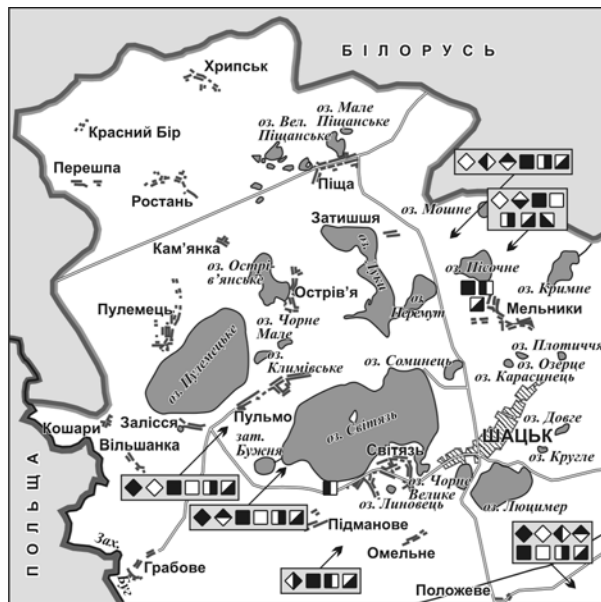 БІЛОРУСЬ
Хрипськ
оз. Мале
Піщанське
оз. Вел.
Піщанське
Красний Бір
Перешпа
Піща
Ростань
Затишшя
оз. Мошне
Кам'янка
оз. Острів'янське
оз. Луки
оз. Пісочне
оз. Кримне
Острів'я
оз. Перемут
Пулемець
Мельники
оз. Чорне
Мале
оз. Пулемецьке
оз. Климівське
оз. Соминець
оз. Плотиччя
оз. Озерце
оз. Карасинець
Пульмо
Кошари
Залісся
оз. Світязь
оз. Довге
ШАЦЬК
Вільшанка
зат.
Бужня
Світязь
оз. Кругле
ПОЛЬЩА
оз. Чорне
Велике
оз. Линовець
оз. Люцимер
Підманове
Зах.
Буг
Омельне
Грабове
Положеве